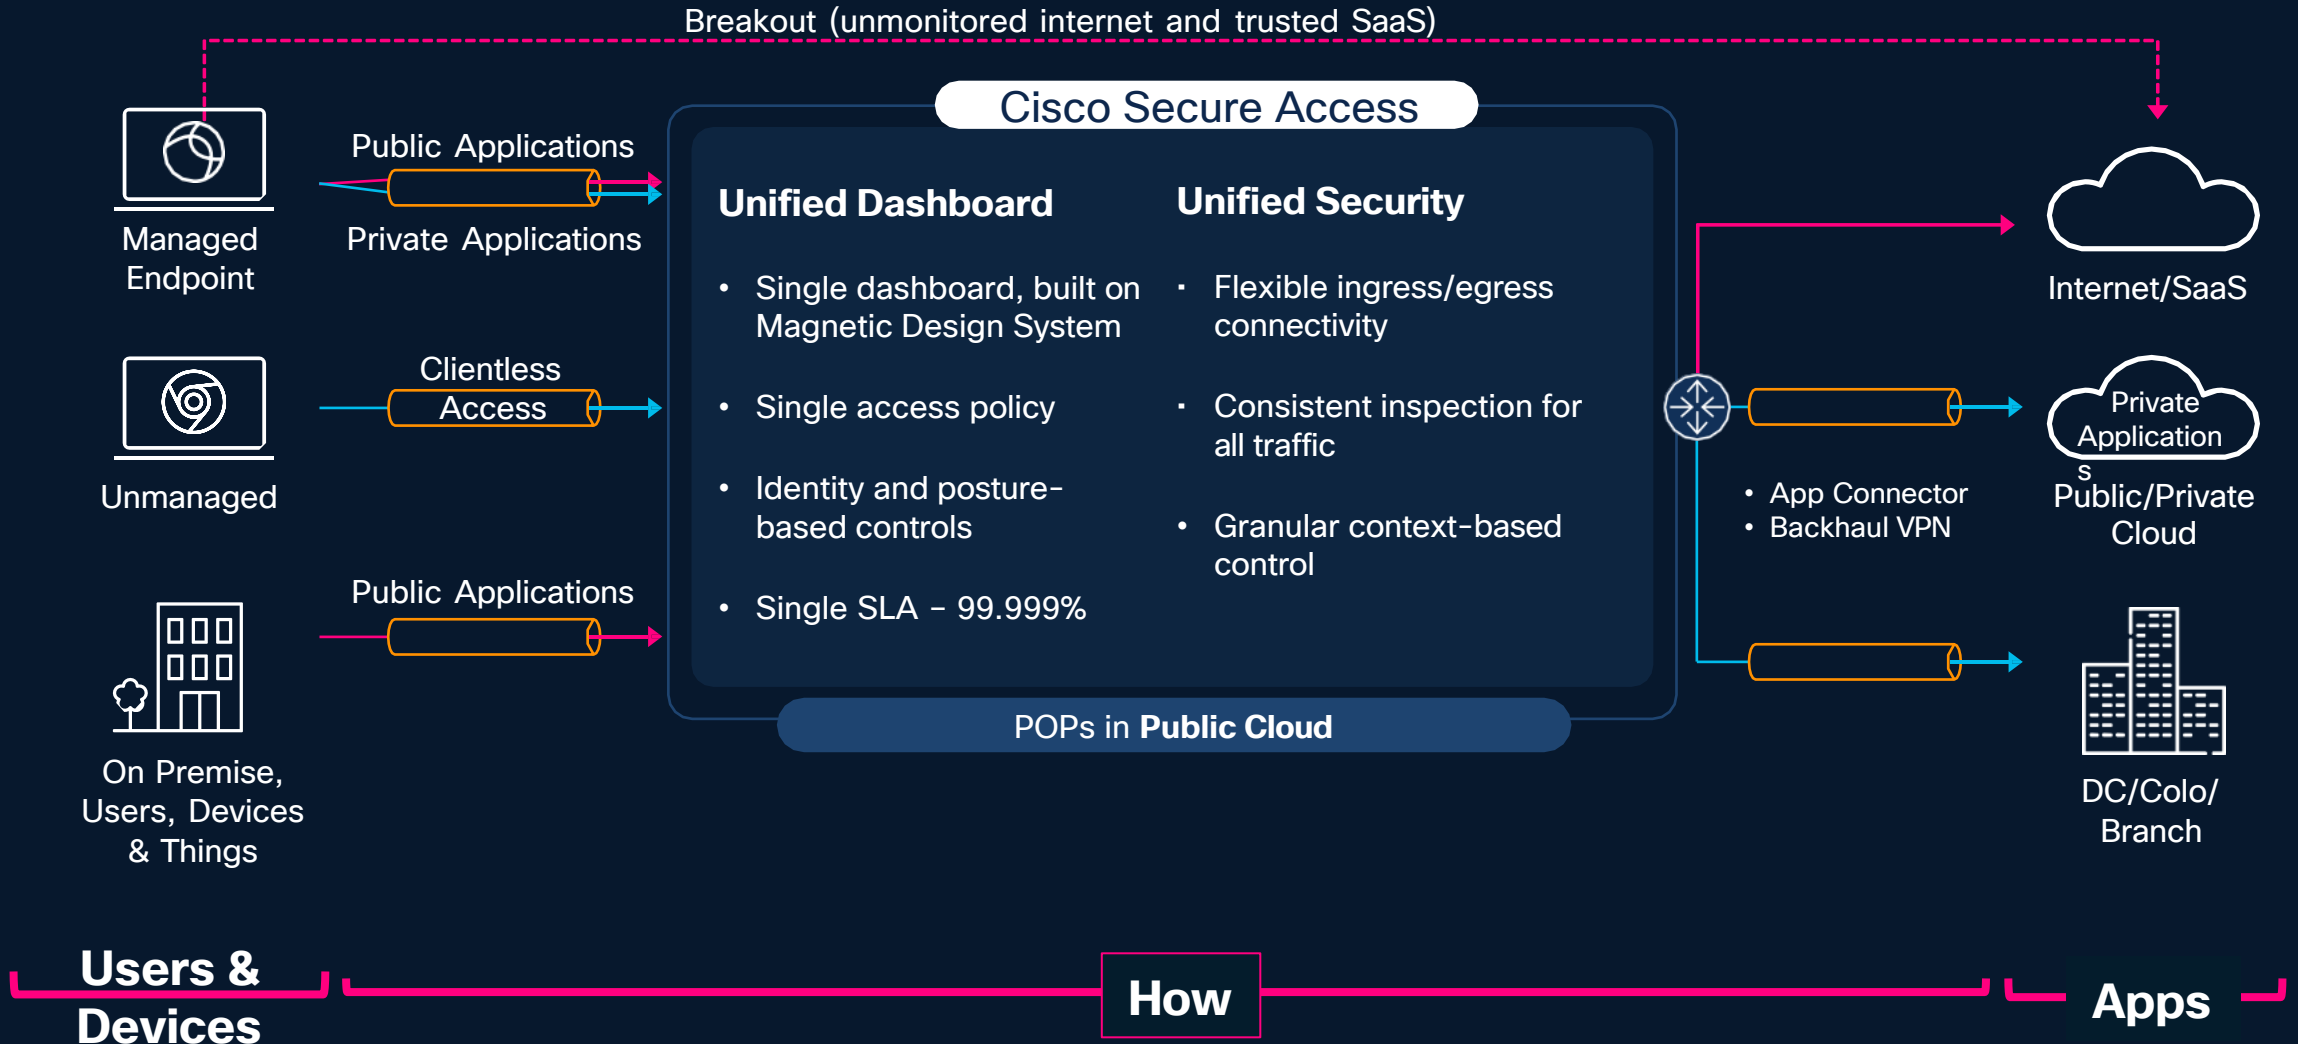 Breakout (unmonitored internet and trusted SaaS)
Cisco Secure Access
Managed
Endpoint
Public Applications
Private Applications
Unmanaged
Clientless
Access
On Premise,
Users, Devices
& Things
Public Applications
Unified Dashboard
• Single dashboard, built on
Magnetic Design System
• Single access policy
• Identity and posture-
based controls
• Single SLA – 99.999%
Unified Security
▪ Flexible ingress/egress
connectivity
▪ Consistent inspection for
all traffic
• Granular context-based
control
POPs in Public Cloud
• App Connector
• Backhaul VPN
Internet/SaaS
Private
Application
s
Public/Private
Cloud
DC/Colo/
Branch
Users &
Devices
How
Apps